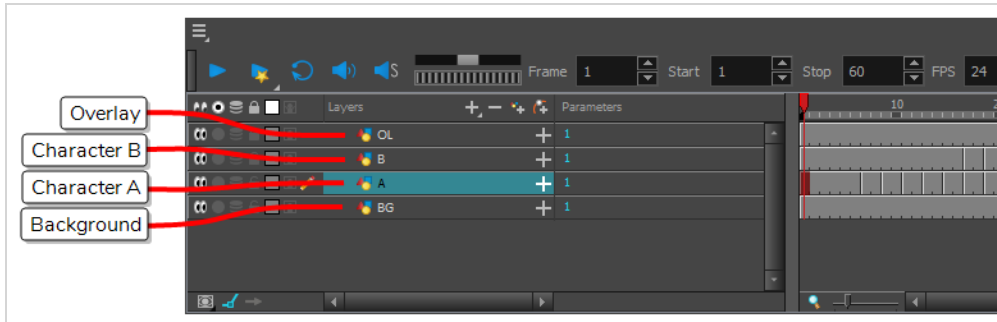 S Frame 1 Start 1 Stop 60 FPS 24
Layers Parameters 10
Overlay OL 1
Character B B 1
Character A A 1
Background BG 1